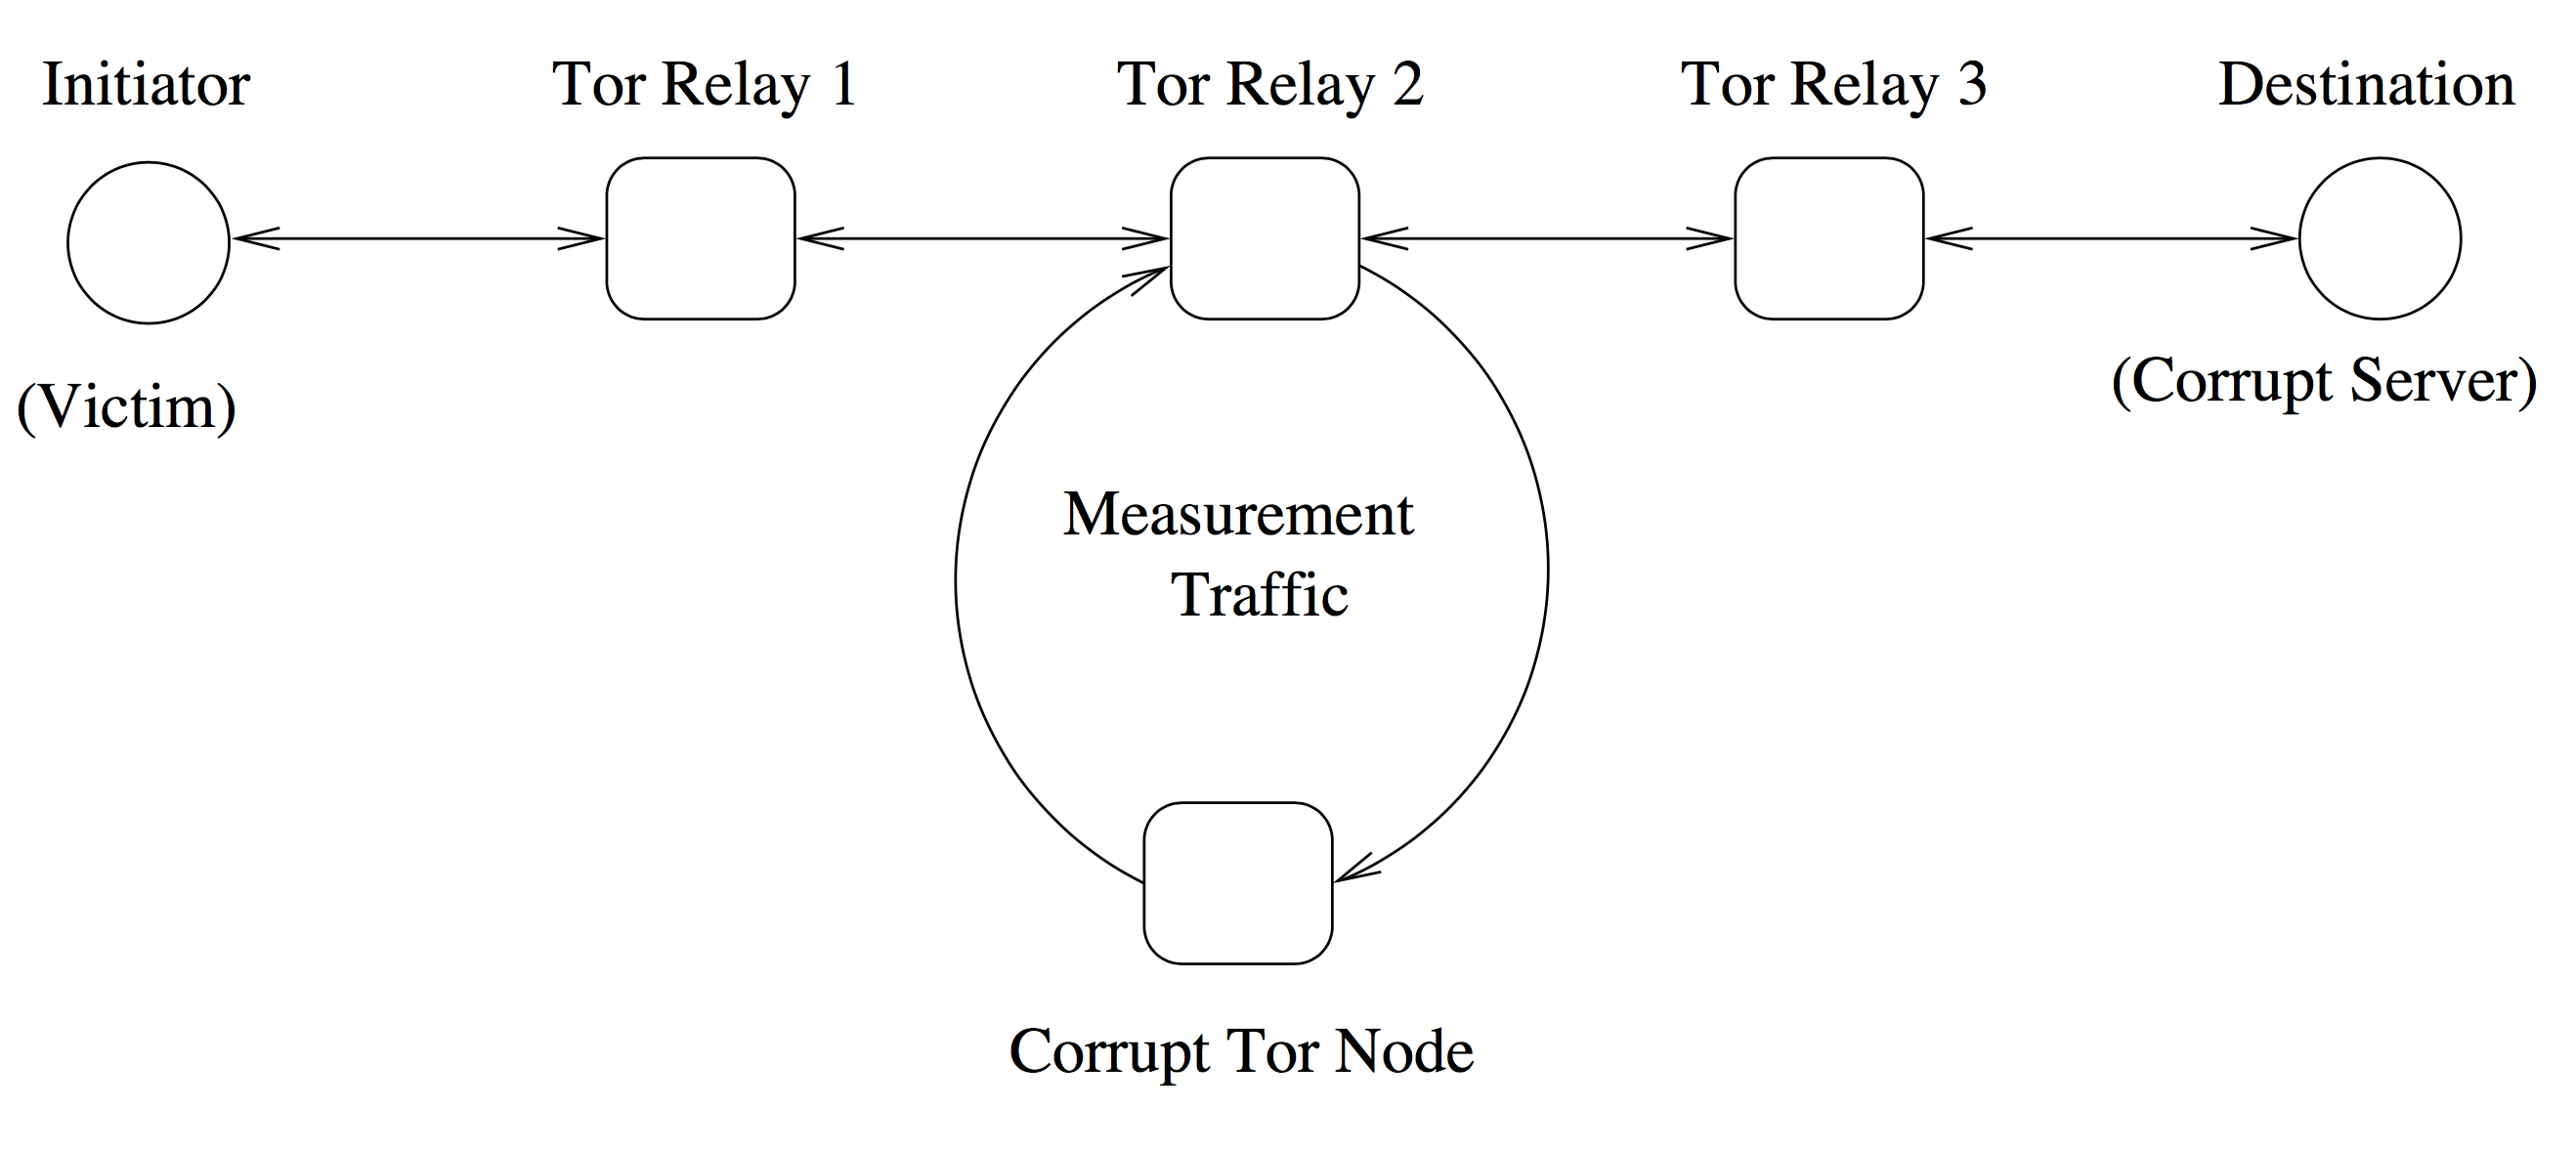 Initiator
Tor Relay 1
Tor Relay 2
Tor Relay 3
Destination
(Victim)
(Corrupt Server)
Measurement
Traffic
Corrupt Tor Node